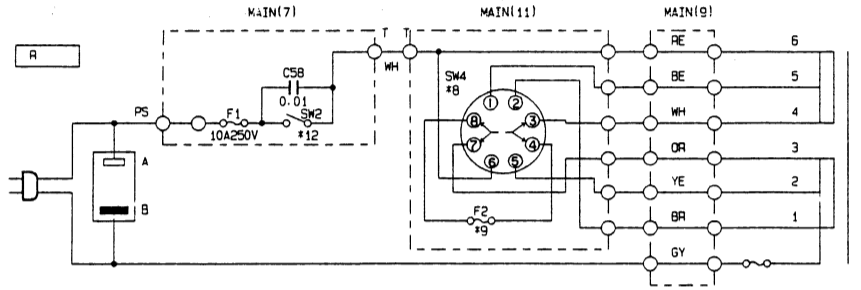 MAIN(7)
MAIN(11)
MAIN(9)
A
T T
RE 6
WH
C58
SW4
BE 5
*8
0.01
1 2
PS
F1
SW2
8 3
WH 4
10A250V
*12
7 4
OR 3
A
6 5
YE 2
B
F2
BR 1
*9
GY